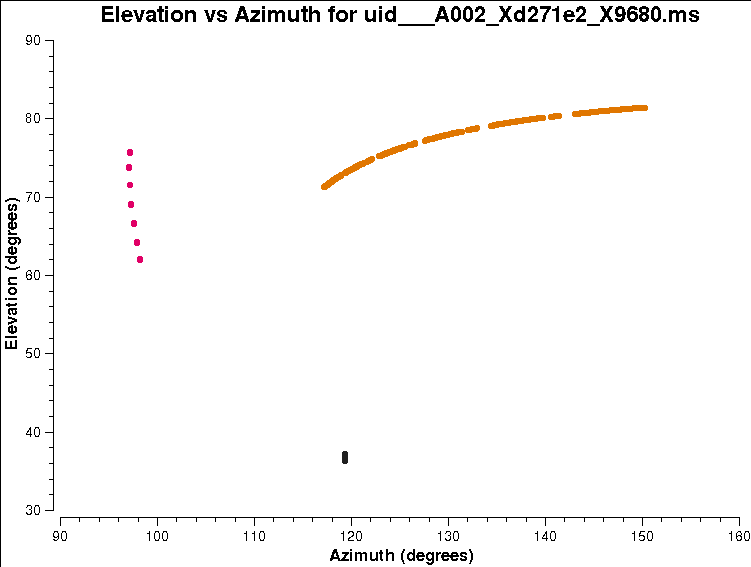 Elevation vs Azimuth for uid___A002_Xd271e2_X9680.ms
90
80
70
60
50
40
30
Elevation (degrees)
90 100 110 120 130 140 150 160
Azimuth (degrees)